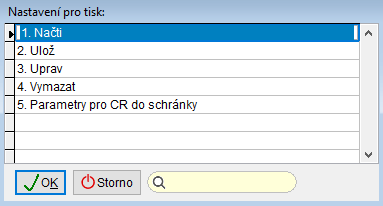 Nastavení pro tisk:
1. Načti
2. Ulož
3. Uprav
4. Vymazat
5. Parametry pro CR do schránky
OK
Storno